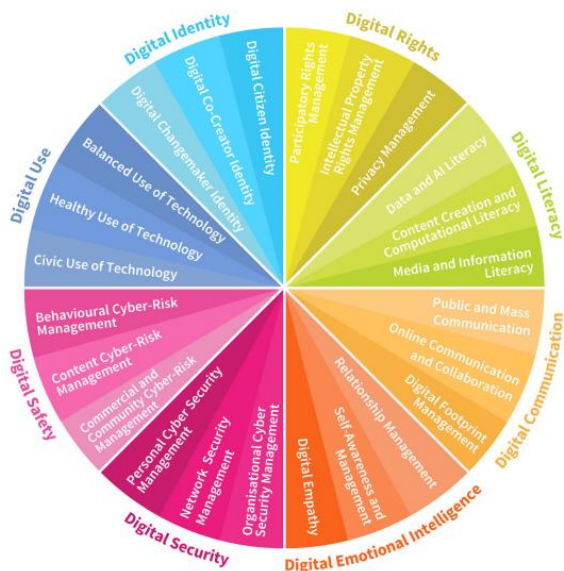 Digital Identity
Digital Citizen Identity
Digital Co-Creator Identity
Digital Changemaker Identity
Digital Rights
Participatory Rights
Management
Intellectual Property
Rights Management
Privacy Management
Digital Literacy
Data and AI Literacy
Content Creation and
Computational Literacy
Media and Information
Literacy
Digital Communication
Public and Mass
Communication
Online Communication
and Collaboration
Digital Footprint
Management
Digital Emotional Intelligence
Relationship Management
Self-Awareness and
Management
Digital Empathy
Digital Security
Organisational Cyber
Security Management
Network Security
Management
Personal Cyber Security
Management
Digital Safety
Commercial and
Community Cyber-Risk
Management
Content Cyber-Risk
Management
Behavioural Cyber-Risk
Management
Digital Use
Civic Use of Technology
Healthy Use of Technology
Balanced Use of Technology